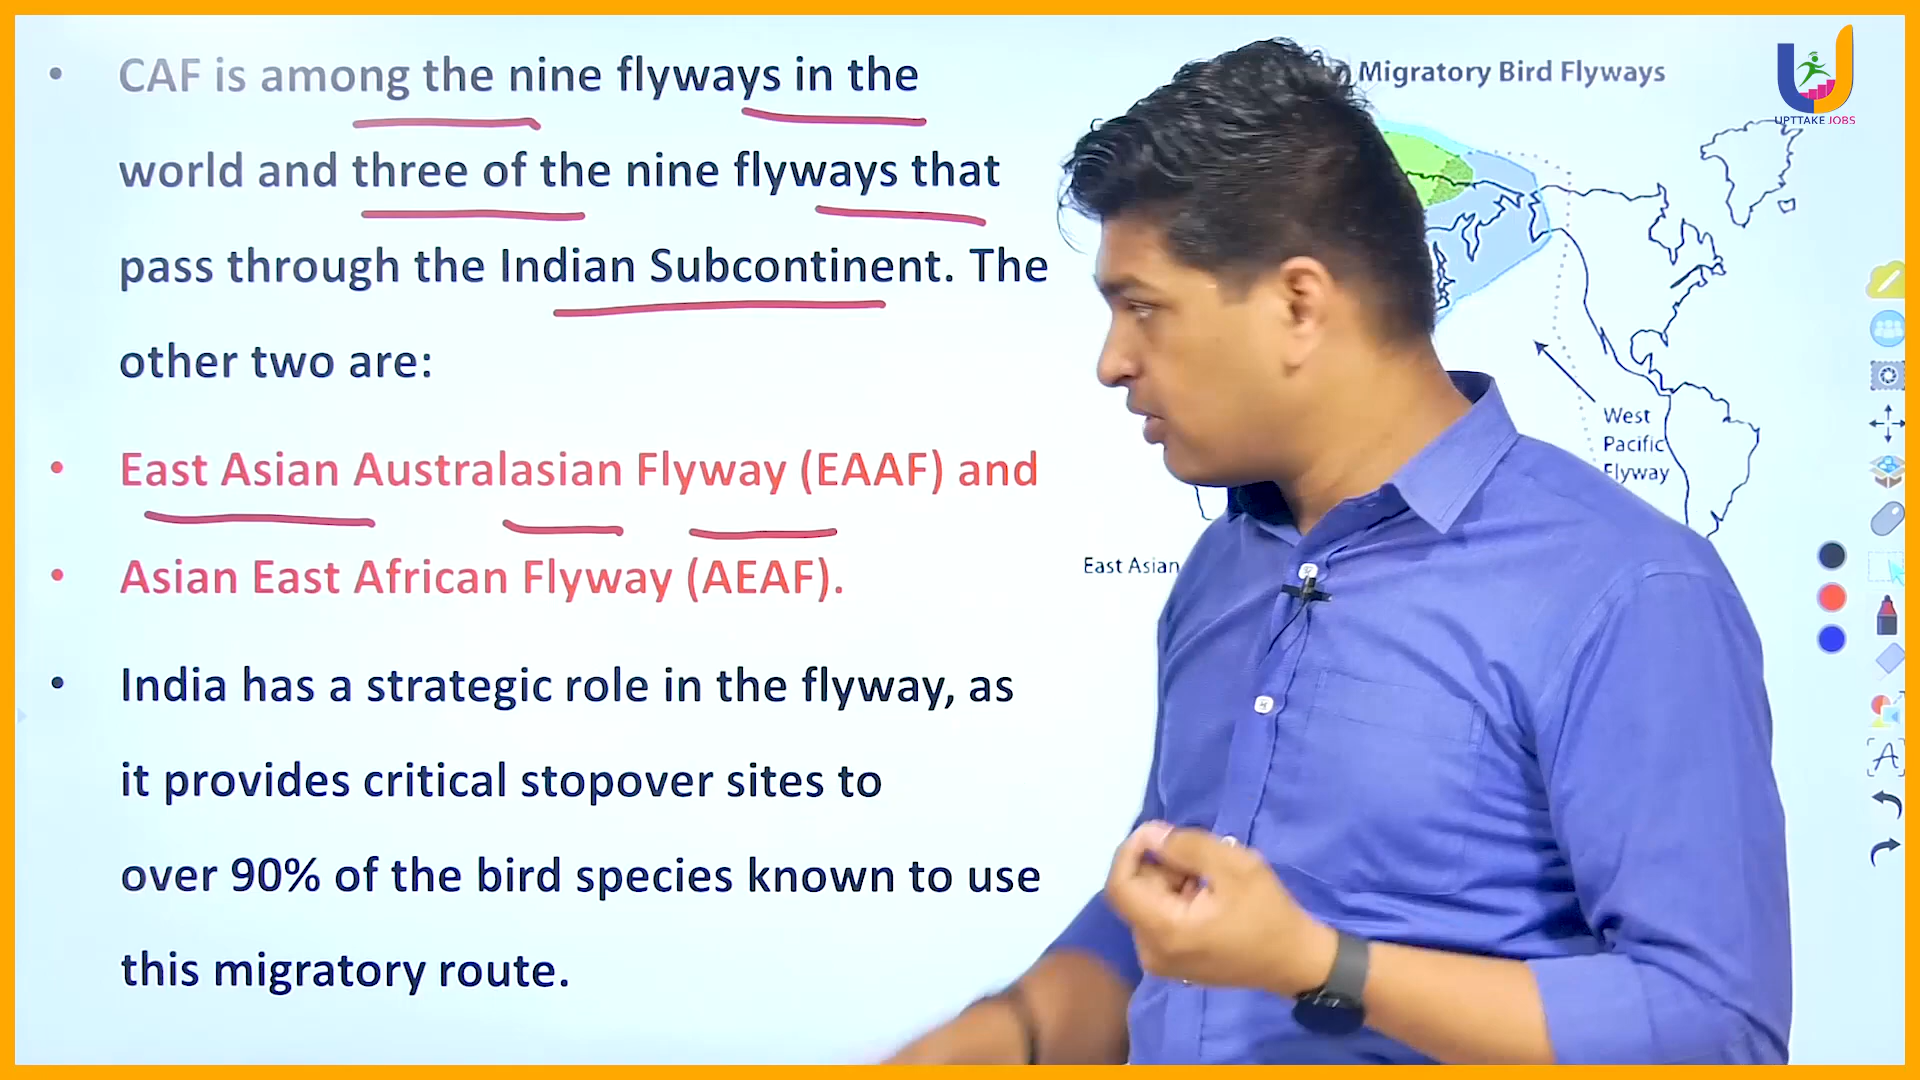 • CAF is among the nine flyways in the
world and three of the nine flyways that
pass through the Indian Subcontinent. The
other two are:
• East Asian Australasian Flyway (EAAF) and
• Asian East African Flyway (AEAF).
• India has a strategic role in the flyway, as
it provides critical stopover sites to
over 90% of the bird species known to use
this migratory route.
Migratory Bird Flyways
UPTTAKE JOBS
West
Pacific
Flyway
East Asian
A